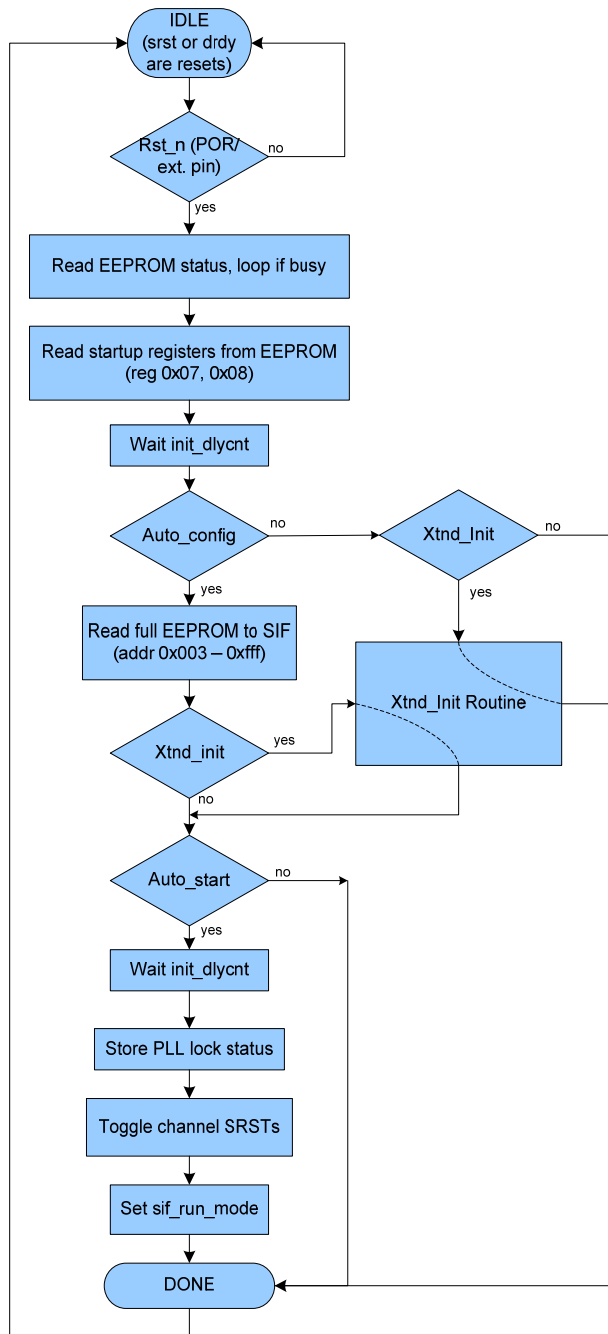 IDLE
(srst or drdy
are resets)
Rst_n (POR/
ext. pin)
no
yes
Read EEPROM status, loop if busy
Read startup registers from EEPROM
(reg 0x07, 0x08)
Wait init_dlycnt
Auto_config
no
Xtnd_Init
no
yes
yes
Read full EEPROM to SIF
(addr 0x003 – 0xfff)
Xtnd_Init Routine
Xtnd_init
yes
no
Auto_start
no
yes
Wait init_dlycnt
Store PLL lock status
Toggle channel SRSTs
Set sif_run_mode
DONE